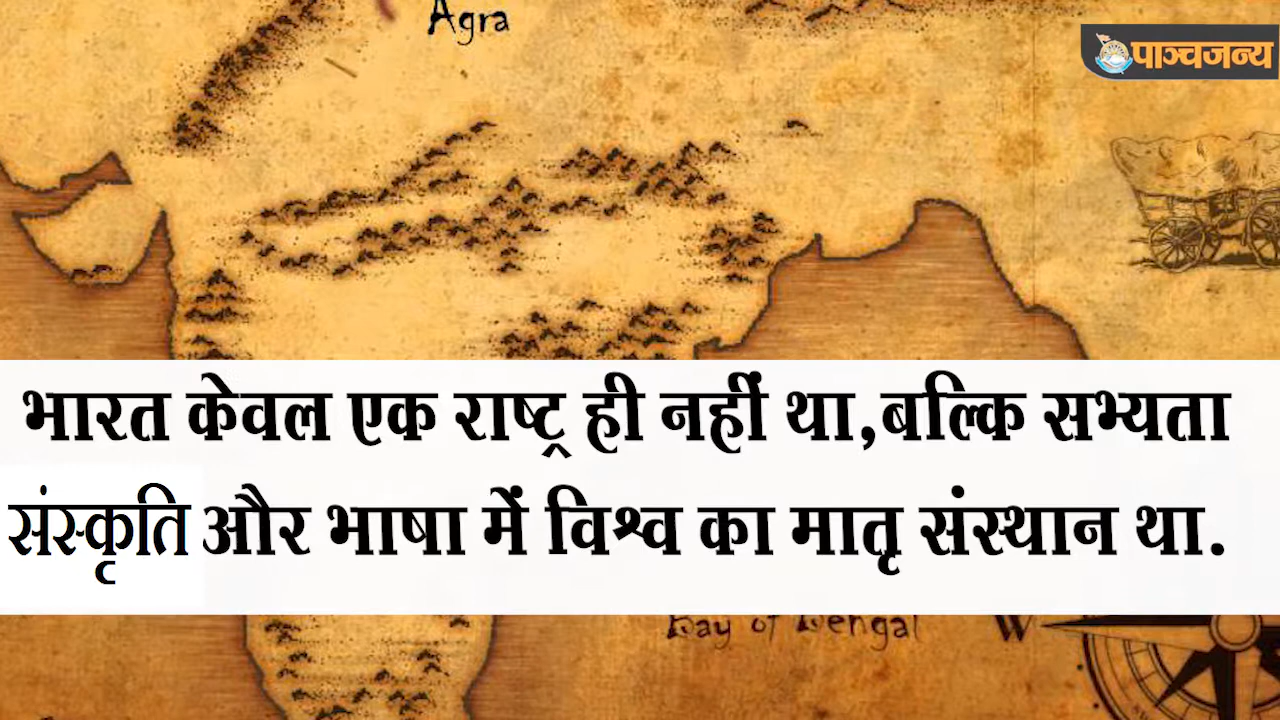 Agra
पाञ्चजन्य
भारत केवल एक राष्ट्र ही नहीं था,बल्कि सभ्यता
संस्कृति और भाषा में विश्व का मातृ संस्थान था.
Bay of Bengal
W